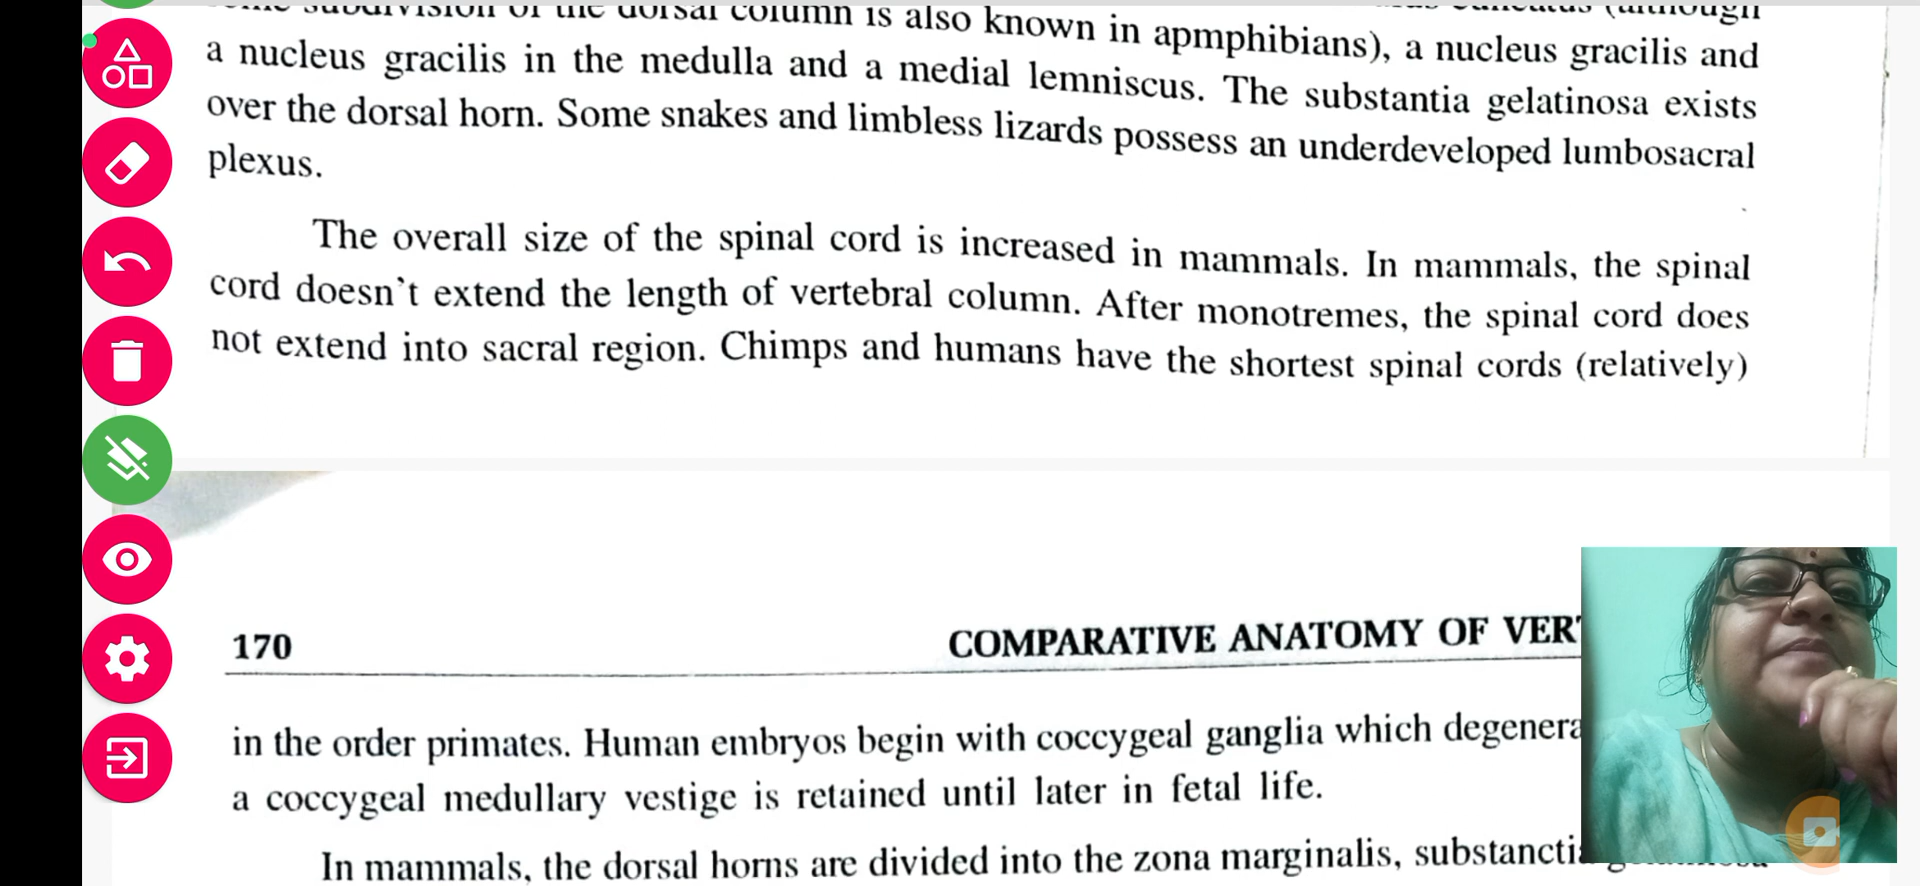 some subdivision of the dorsal column is also known in apmphibians), a nucleus gracilis and
a nucleus gracilis in the medulla and a medial lemniscus. The substantia gelatinosa exists
over the dorsal horn. Some snakes and limbless lizards possess an underdeveloped lumbosacral
plexus.
The overall size of the spinal cord is increased in mammals. In mammals, the spinal
cord doesn't extend the length of vertebral column. After monotremes, the spinal cord does
not extend into sacral region. Chimps and humans have the shortest spinal cords (relatively)
170
COMPARATIVE ANATOMY OF VER
in the order primates. Human embryos begin with coccygeal ganglia which
a coccygeal medullary vestige is retained until later in fetal life.
In mammals, the dorsal horns are divided into the zona marginalis,